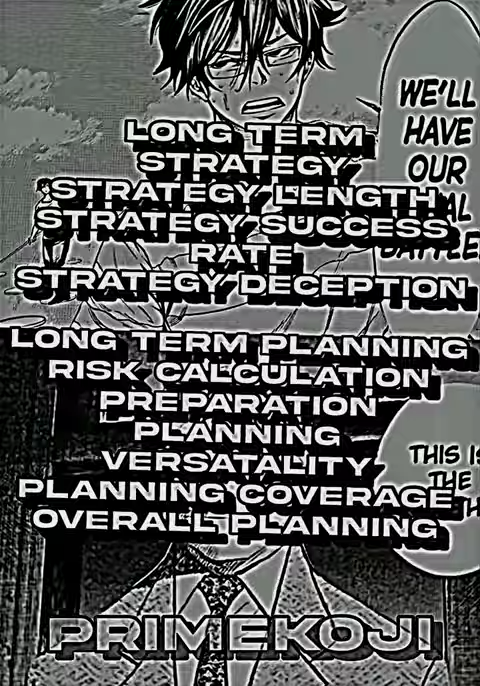 WE'LL
HAVE
OUR
LONG TERM
STRATEGY
STRATEGY LENGTH
STRATEGY SUCCESS
RATE
STRATEGY DECEPTION
LONG TERM PLANNING
RISK CALCULATION
PREPARATION
PLANNING
VERSATALITY
PLANNING COVERAGE
OVERALL PLANNING
THIS
THE
PRIMEKOJI